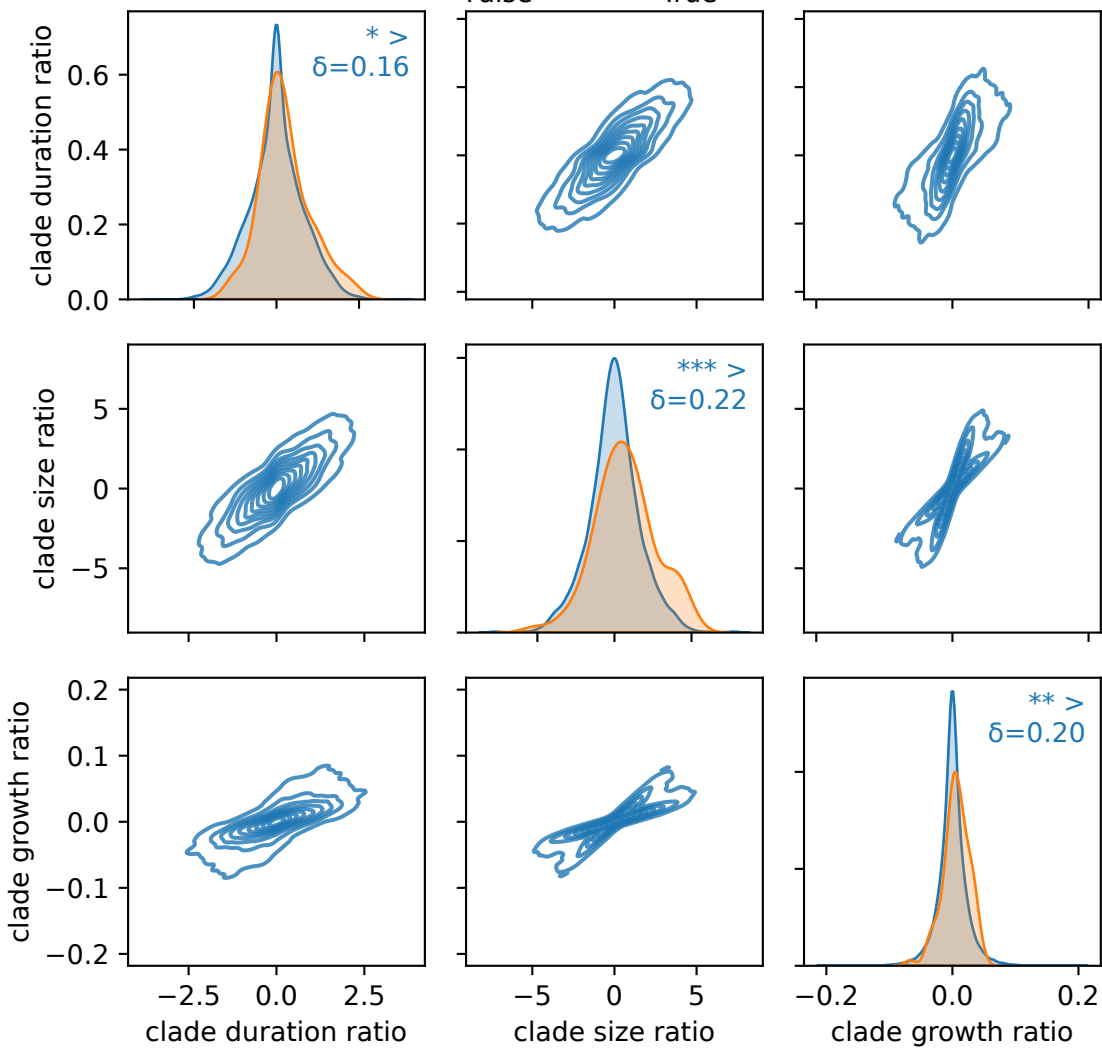 clade duration ratio
0.6
0.4
0.2
0.0
* >
δ=0.16
clade size ratio
5
0
−5
*** >
δ=0.22
clade growth ratio
0.2
0.1
0.0
−0.1
−0.2
** >
δ=0.20
−2.5 0.0 2.5
−5 0 5
−0.2 0.0 0.2
clade duration ratio
clade size ratio
clade growth ratio